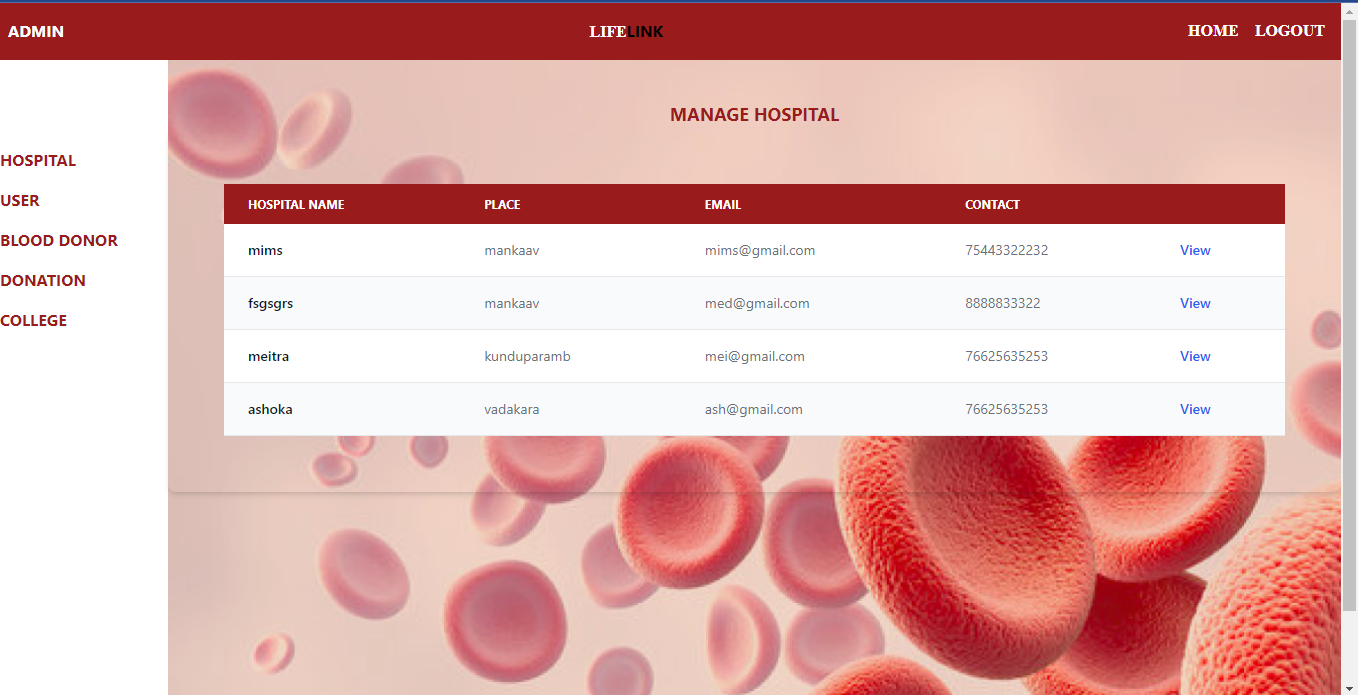 ADMIN LIFELINK HOME LOGOUT
MANAGE HOSPITAL
HOSPITAL
USER
BLOOD DONOR
DONATION
COLLEGE
HOSPITAL NAME PLACE EMAIL CONTACT
mims mankaav mims@gmail.com 75443322232 View
fsgsgrs mankaav med@gmail.com 8888833322 View
meitra kunduparamb mei@gmail.com 76625635253 View
ashoka vadakara ash@gmail.com 76625635253 View